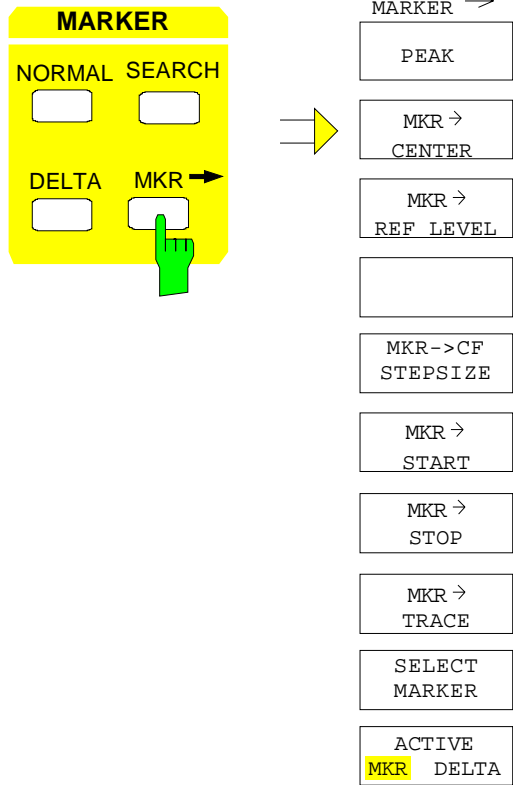 MARKER
NORMAL SEARCH
DELTA MKR →
MARKER →
PEAK
MKR →
CENTER
MKR →
REF LEVEL
MKR->CF
STEPSIZE
MKR →
START
MKR →
STOP
MKR →
TRACE
SELECT
MARKER
ACTIVE
MKR DELTA